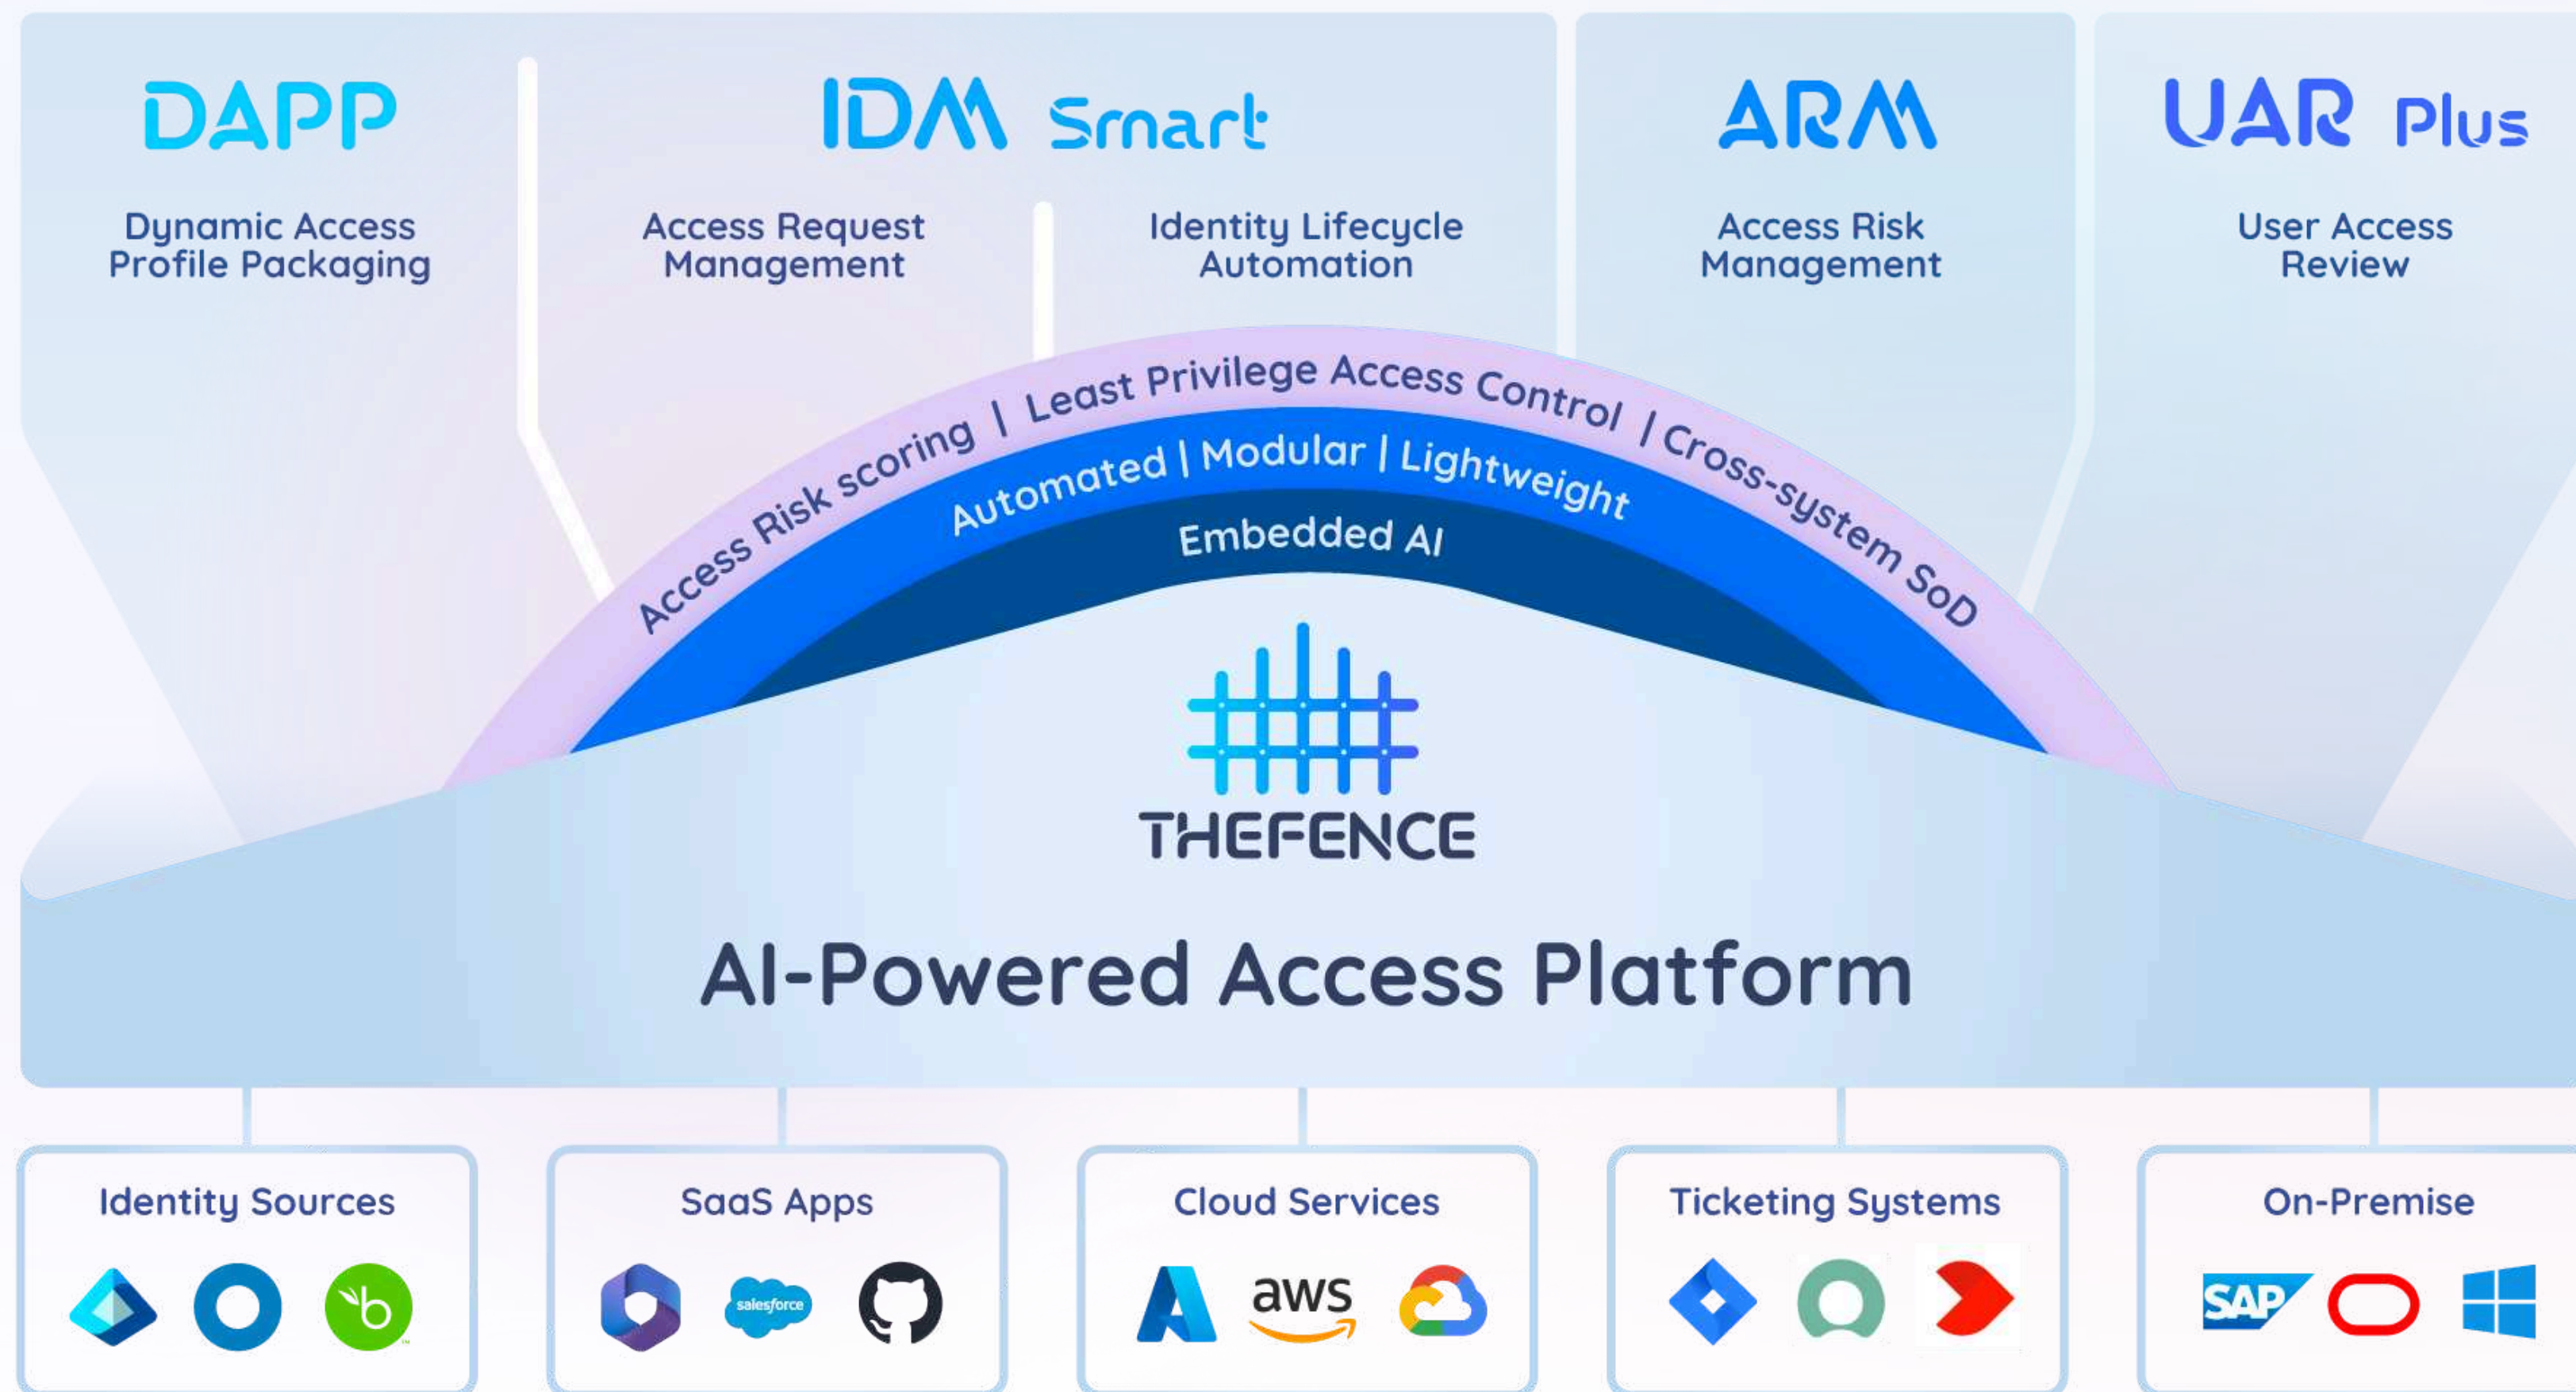 DAPP
Dynamic Access
Profile Packaging
IDM Smart
Access Request
Management
Identity Lifecycle
Automation
ARM
Access Risk
Management
UAR Plus
User Access
Review
Access Risk scoring | Least Privilege Access Control | Cross-system SoD
Automated | Modular | Lightweight
Embedded AI
THEFENCE
AI-Powered Access Platform
Identity Sources
b
SaaS Apps
salesforce
Cloud Services
aws
Ticketing Systems
On-Premise
SAP